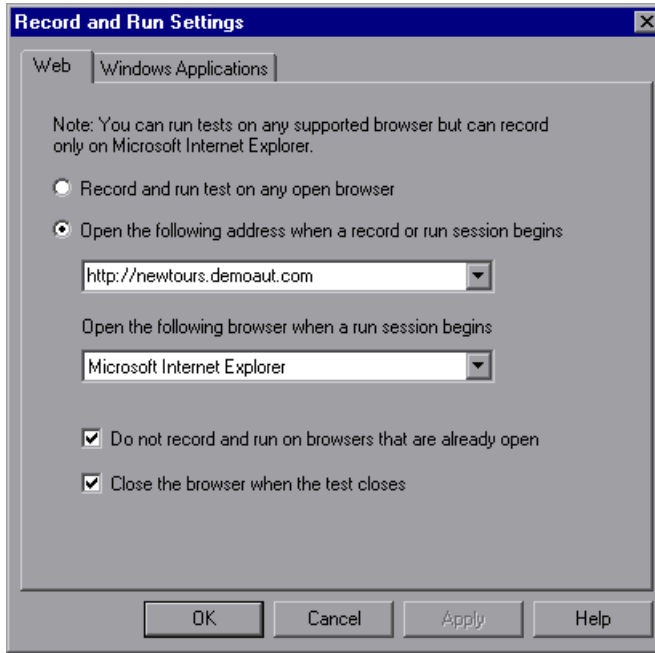 Record and Run Settings
Web
Windows Applications
Note: You can run tests on any supported browser but can record
only on Microsoft Internet Explorer.
Record and run test on any open browser
Open the following address when a record or run session begins
http://newtours.demoaut.com
Open the following browser when a run session begins
Microsoft Internet Explorer
Do not record and run on browsers that are already open
Close the browser when the test closes
OK
Cancel
Apply
Help